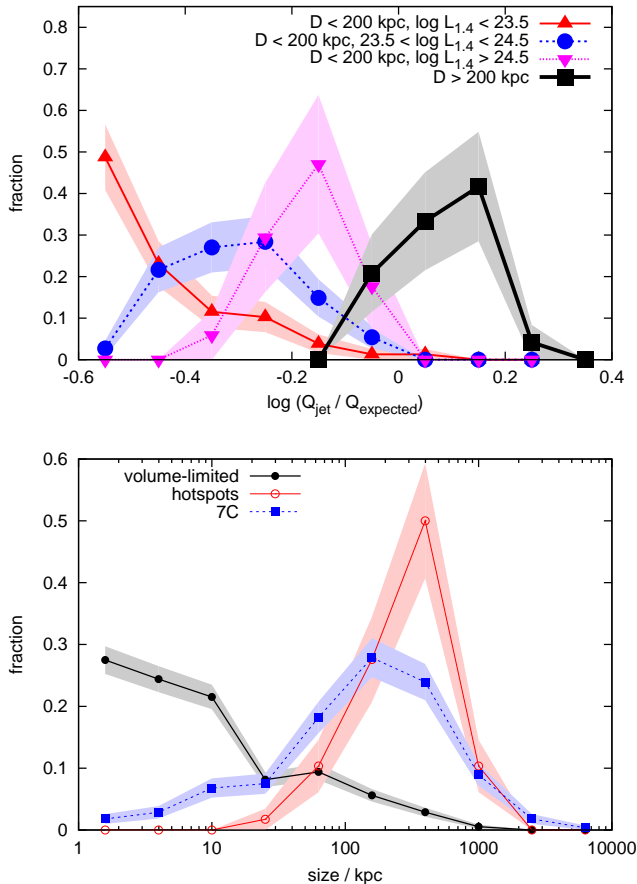 D < 200 kpc, log L1.4 < 23.5
D < 200 kpc, 23.5 < log L1.4 < 24.5
D < 200 kpc, log L1.4 > 24.5
D > 200 kpc
0.8
0.7
0.6
0.5
0.4
0.3
0.2
0.1
0
fraction
-0.6 -0.4 -0.2 0 0.2 0.4
log (Qjet / Qexpected)
volume-limited
hotspots
7C
0.6
0.5
0.4
0.3
0.2
0.1
0
fraction
1 10 100 1000 10000
size / kpc